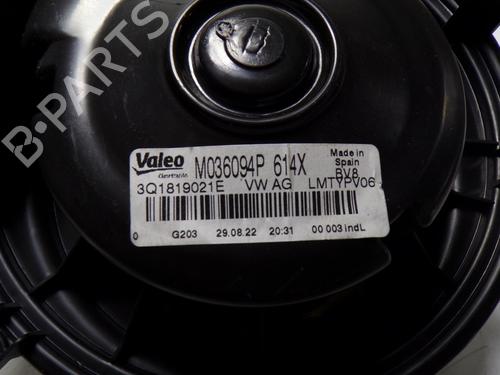 B-PARTS
Valeo M036094P 614X Made in
Spain
BV8
3Q1819021E VW AG LMTYPV06
0 G203 29.08.22 20:31 00 003 indL